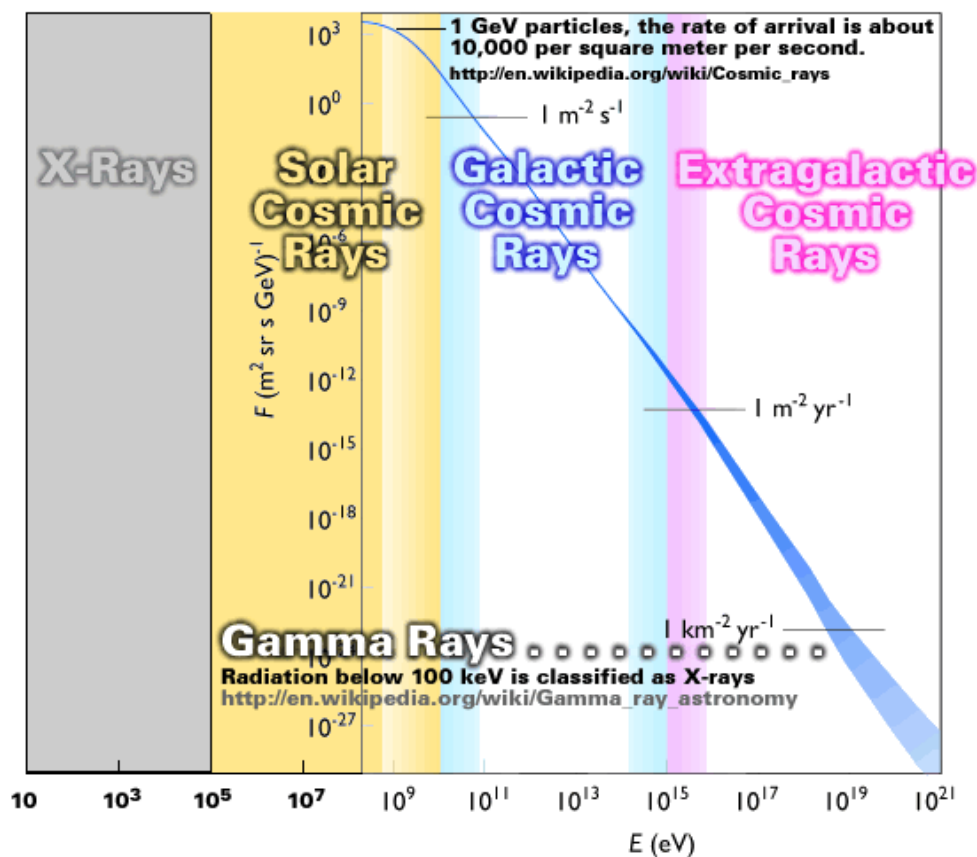 1 GeV particles, the rate of arrival is about
10,000 per square meter per second.
http://en.wikipedia.org/wiki/Cosmic_rays
10³
10⁰
1 m⁻² s⁻¹
X-Rays
Solar
Cosmic
Rays
Galactic
Cosmic
Rays
Extragalactic
Cosmic
Rays
10⁻⁹
10⁻¹²
10⁻¹⁵
10⁻¹⁸
10⁻²¹
F (m² sr s GeV)⁻¹
1 m⁻² yr⁻¹
1 km⁻² yr⁻¹
Gamma Rays
Radiation below 100 keV is classified as X-rays
http://en.wikipedia.org/wiki/Gamma_ray_astronomy
10⁻²⁷
10 10³ 10⁵ 10⁷ 10⁹ 10¹¹ 10¹³ 10¹⁵ 10¹⁷ 10¹⁹ 10²¹
E (eV)